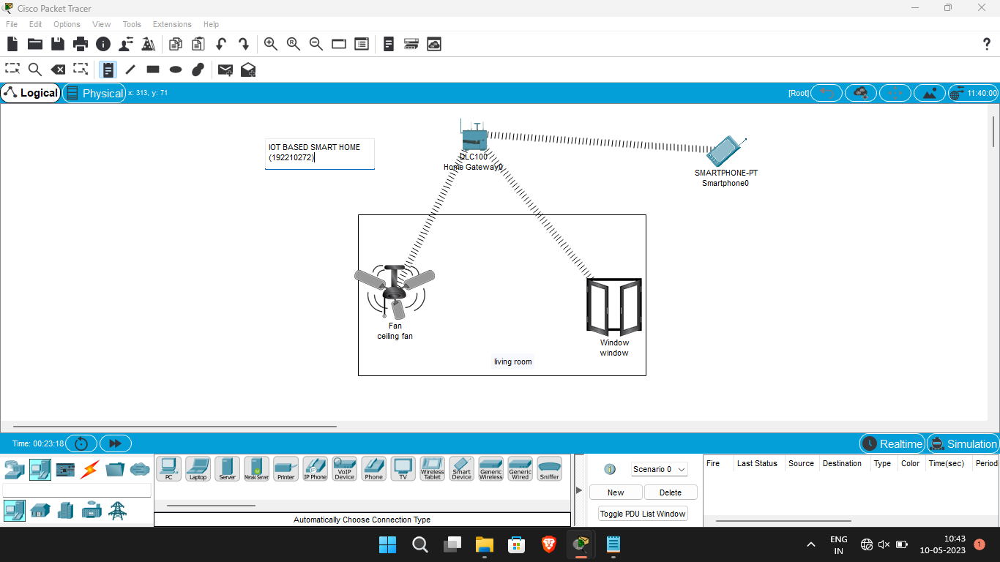 Cisco Packet Tracer
File Edit Options View Tools Extensions Help
Logical Physical x: 313, y: 71 [Root] 11:40:00
IOT BASED SMART HOME
(192210272)
DLC100
Home Gateway0
SMARTPHONE-PT
Smartphone0
Fan
ceiling fan
Window
window
living room
Time: 00:23:18 Realtime Simulation
PC Laptop Server Meraki Server Printer IP Phone VoIP Device Phone TV Wireless Tablet Smart Device Generic Wireless Generic Wired Sniffer
Automatically Choose Connection Type
Scenario 0
New Delete
Toggle PDU List Window
Fire Last Status Source Destination Type Color Time(sec) Period
ENG
IN
10:43
10-05-2023
1